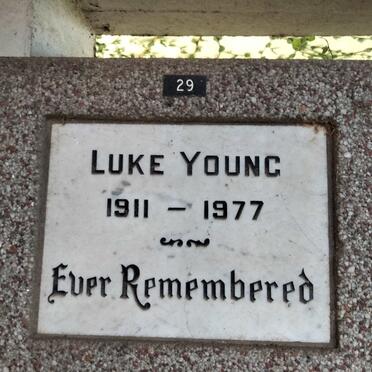 29
LUKE YOUNG
1911 — 1977
Ever Remembered